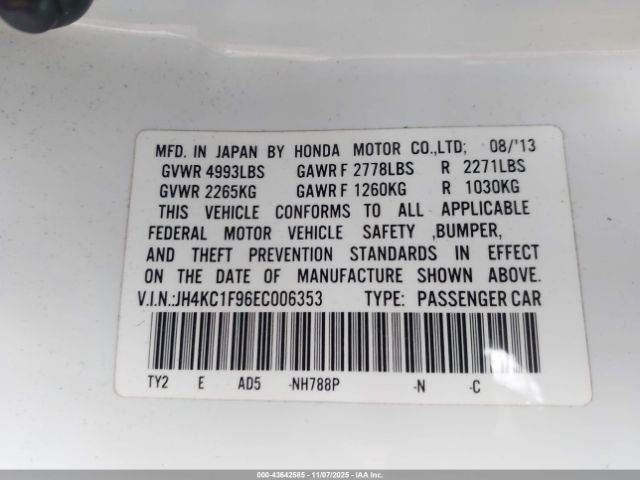 MFD. IN JAPAN BY HONDA MOTOR CO.,LTD; 08/'13
GVWR 4993LBS GAWR F 2778LBS R 2271LBS
GVWR 2265KG GAWR F 1260KG R 1030KG
THIS VEHICLE CONFORMS TO ALL APPLICABLE
FEDERAL MOTOR VEHICLE SAFETY ,BUMPER,
AND THEFT PREVENTION STANDARDS IN EFFECT
ON THE DATE OF MANUFACTURE SHOWN ABOVE.
V.I.N.:JH4KC1F96EC006353 TYPE: PASSENGER CAR
TY2 E AD5 -NH788P -N -C
000-43642585 - 11/07/2025 - IAAI.COM